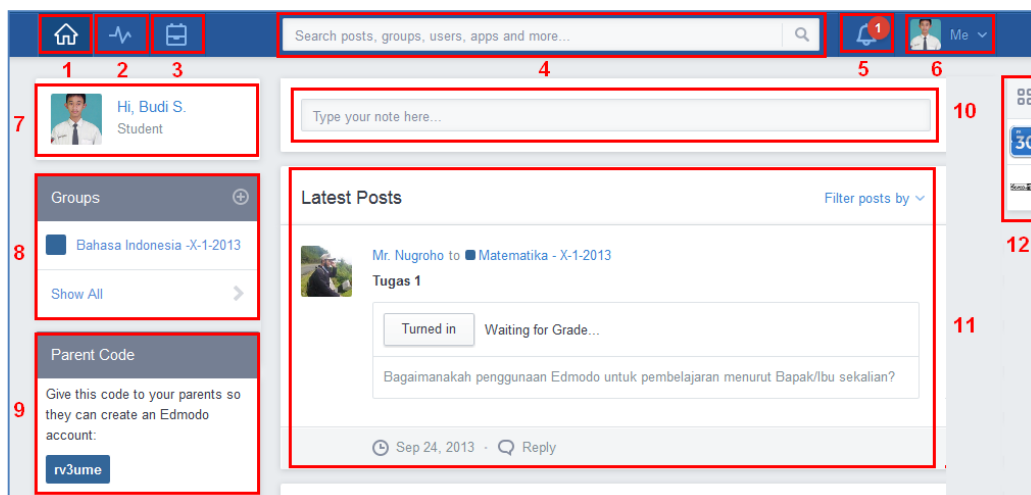 Search posts, groups, users, apps and more...
1
Me
1 2 3 4 5 6
7
Hi, Budi S.
Student
Type your note here...
10
8
Groups
Bahasa Indonesia -X-1-2013
Show All
Latest Posts
Filter posts by
Mr. Nugroho to Matematika - X-1-2013
Tugas 1
Turned in Waiting for Grade...
Bagaimanakah penggunaan Edmodo untuk pembelajaran menurut Bapak/Ibu sekalian?
Sep 24, 2013 · Reply
11
30
12
9
Parent Code
Give this code to your parents so
they can create an Edmodo
account:
rv3ume